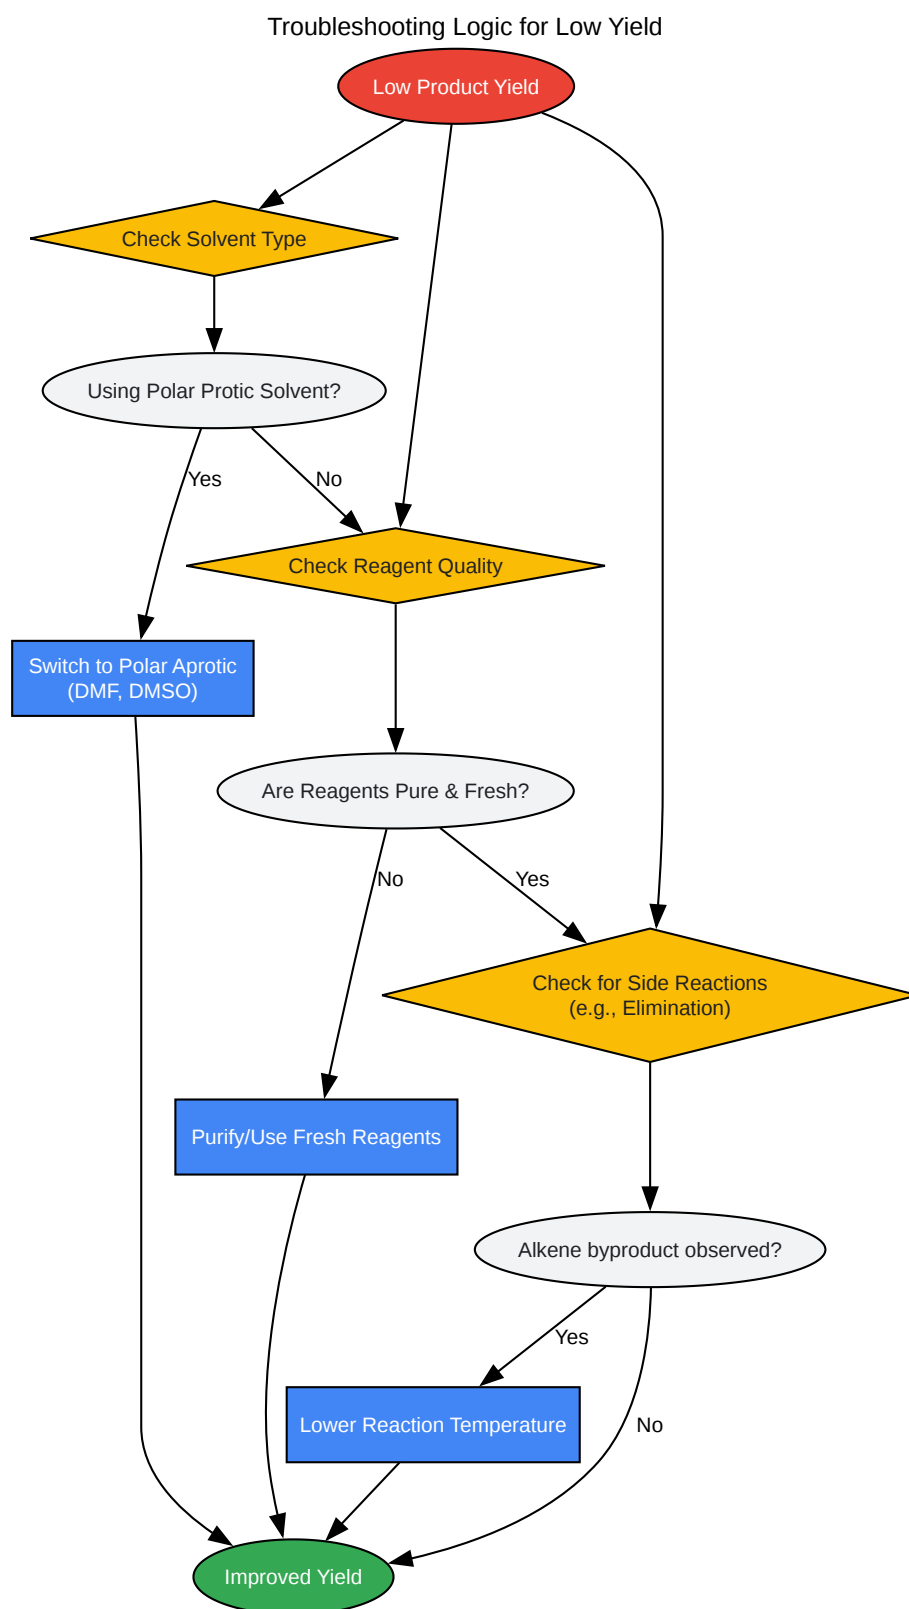 Troubleshooting Logic for Low Yield
Low Product Yield
Check Solvent Type
Using Polar Protic Solvent?
Yes
No
Check Reagent Quality
Switch to Polar Aprotic
(DMF, DMSO)
Are Reagents Pure & Fresh?
No
Yes
Check for Side Reactions
(e.g., Elimination)
Purify/Use Fresh Reagents
Alkene byproduct observed?
Yes
Lower Reaction Temperature
No
Improved Yield